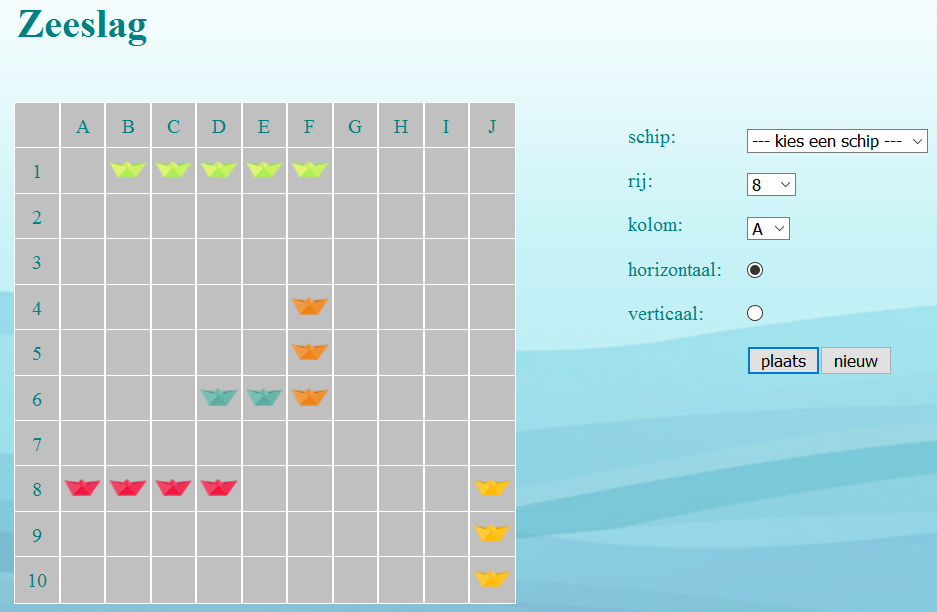 Zeeslag
A B C D E F G H I J
1
2
3
4
5
6
7
8
9
10
schip: --- kies een schip ---
rij: 8
kolom: A
horizontaal:
verticaal:
plaats nieuw